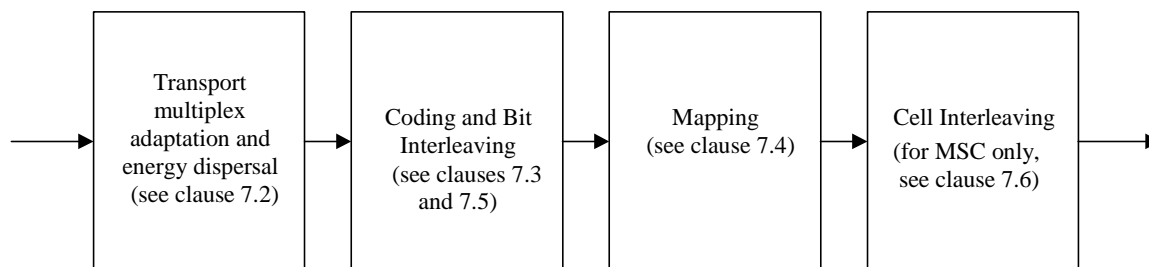 Transport
multiplex
adaptation and
energy dispersal
(see clause 7.2)
Coding and Bit
Interleaving
(see clauses 7.3
and 7.5)
Mapping
(see clause 7.4)
Cell Interleaving
(for MSC only,
see clause 7.6)